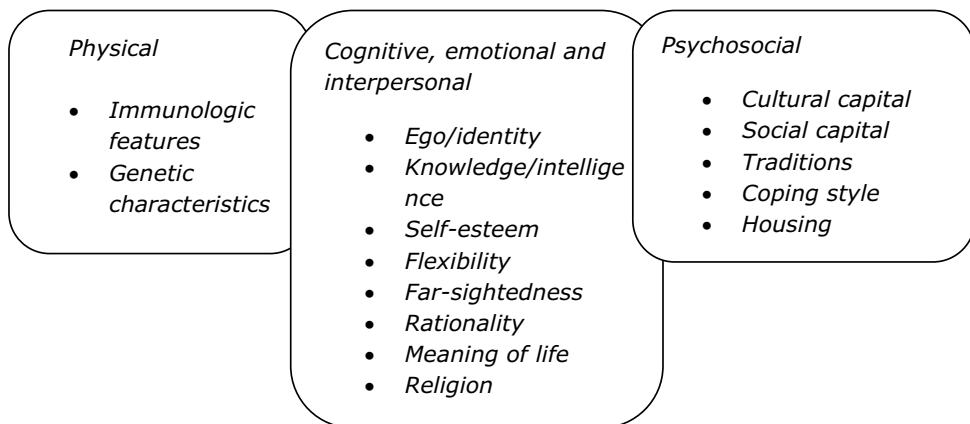 Physical
• Immunologic
features
• Genetic
characteristics
Cognitive, emotional and
interpersonal
• Ego/identity
• Knowledge/intellige
nce
• Self-esteem
• Flexibility
• Far-sightedness
• Rationality
• Meaning of life
• Religion
Psychosocial
• Cultural capital
• Social capital
• Traditions
• Coping style
• Housing